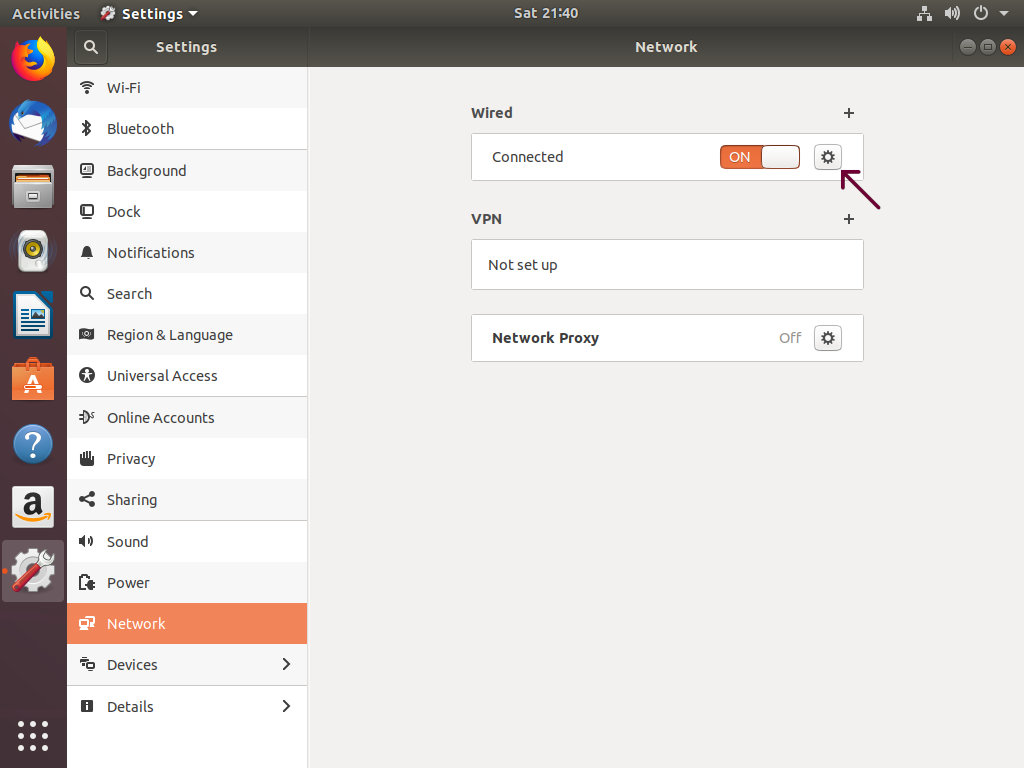 Activities Settings Sat 21:40
Settings Network
Wi-Fi
Bluetooth
Background
Dock
Notifications
Search
Region & Language
Universal Access
Online Accounts
Privacy
Sharing
Sound
Power
Network
Devices
Details
Wired
Connected ON
VPN
Not set up
Network Proxy Off